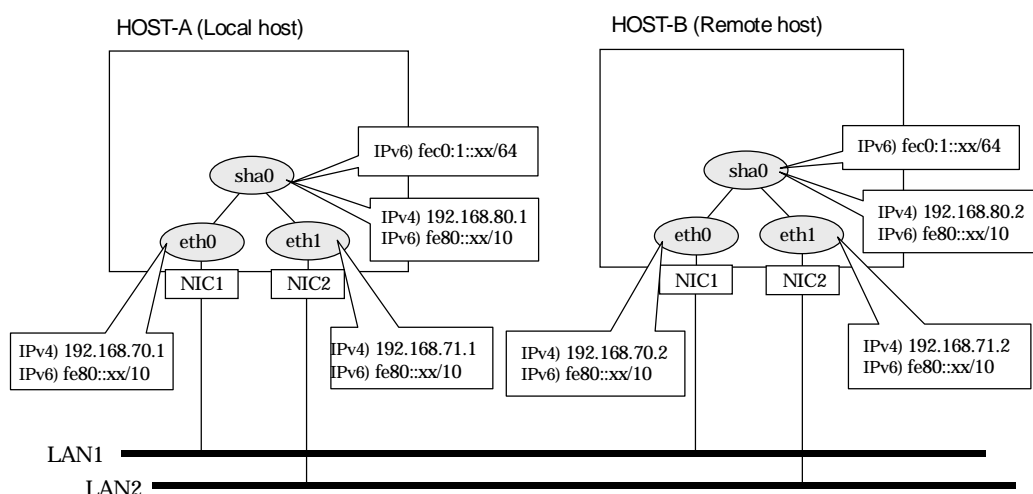 HOST-A (Local host)
HOST-B (Remote host)
IPv6) fec0:1::xx/64
sha0
IPv4) 192.168.80.1
IPv6) fe80::xx/10
eth0
eth1
NIC1
NIC2
IPv4) 192.168.70.1
IPv6) fe80::xx/10
IPv4) 192.168.71.1
IPv6) fe80::xx/10
IPv6) fec0:1::xx/64
sha0
IPv4) 192.168.80.2
IPv6) fe80::xx/10
eth0
eth1
NIC1
NIC2
IPv4) 192.168.70.2
IPv6) fe80::xx/10
IPv4) 192.168.71.2
IPv6) fe80::xx/10
LAN1
LAN2